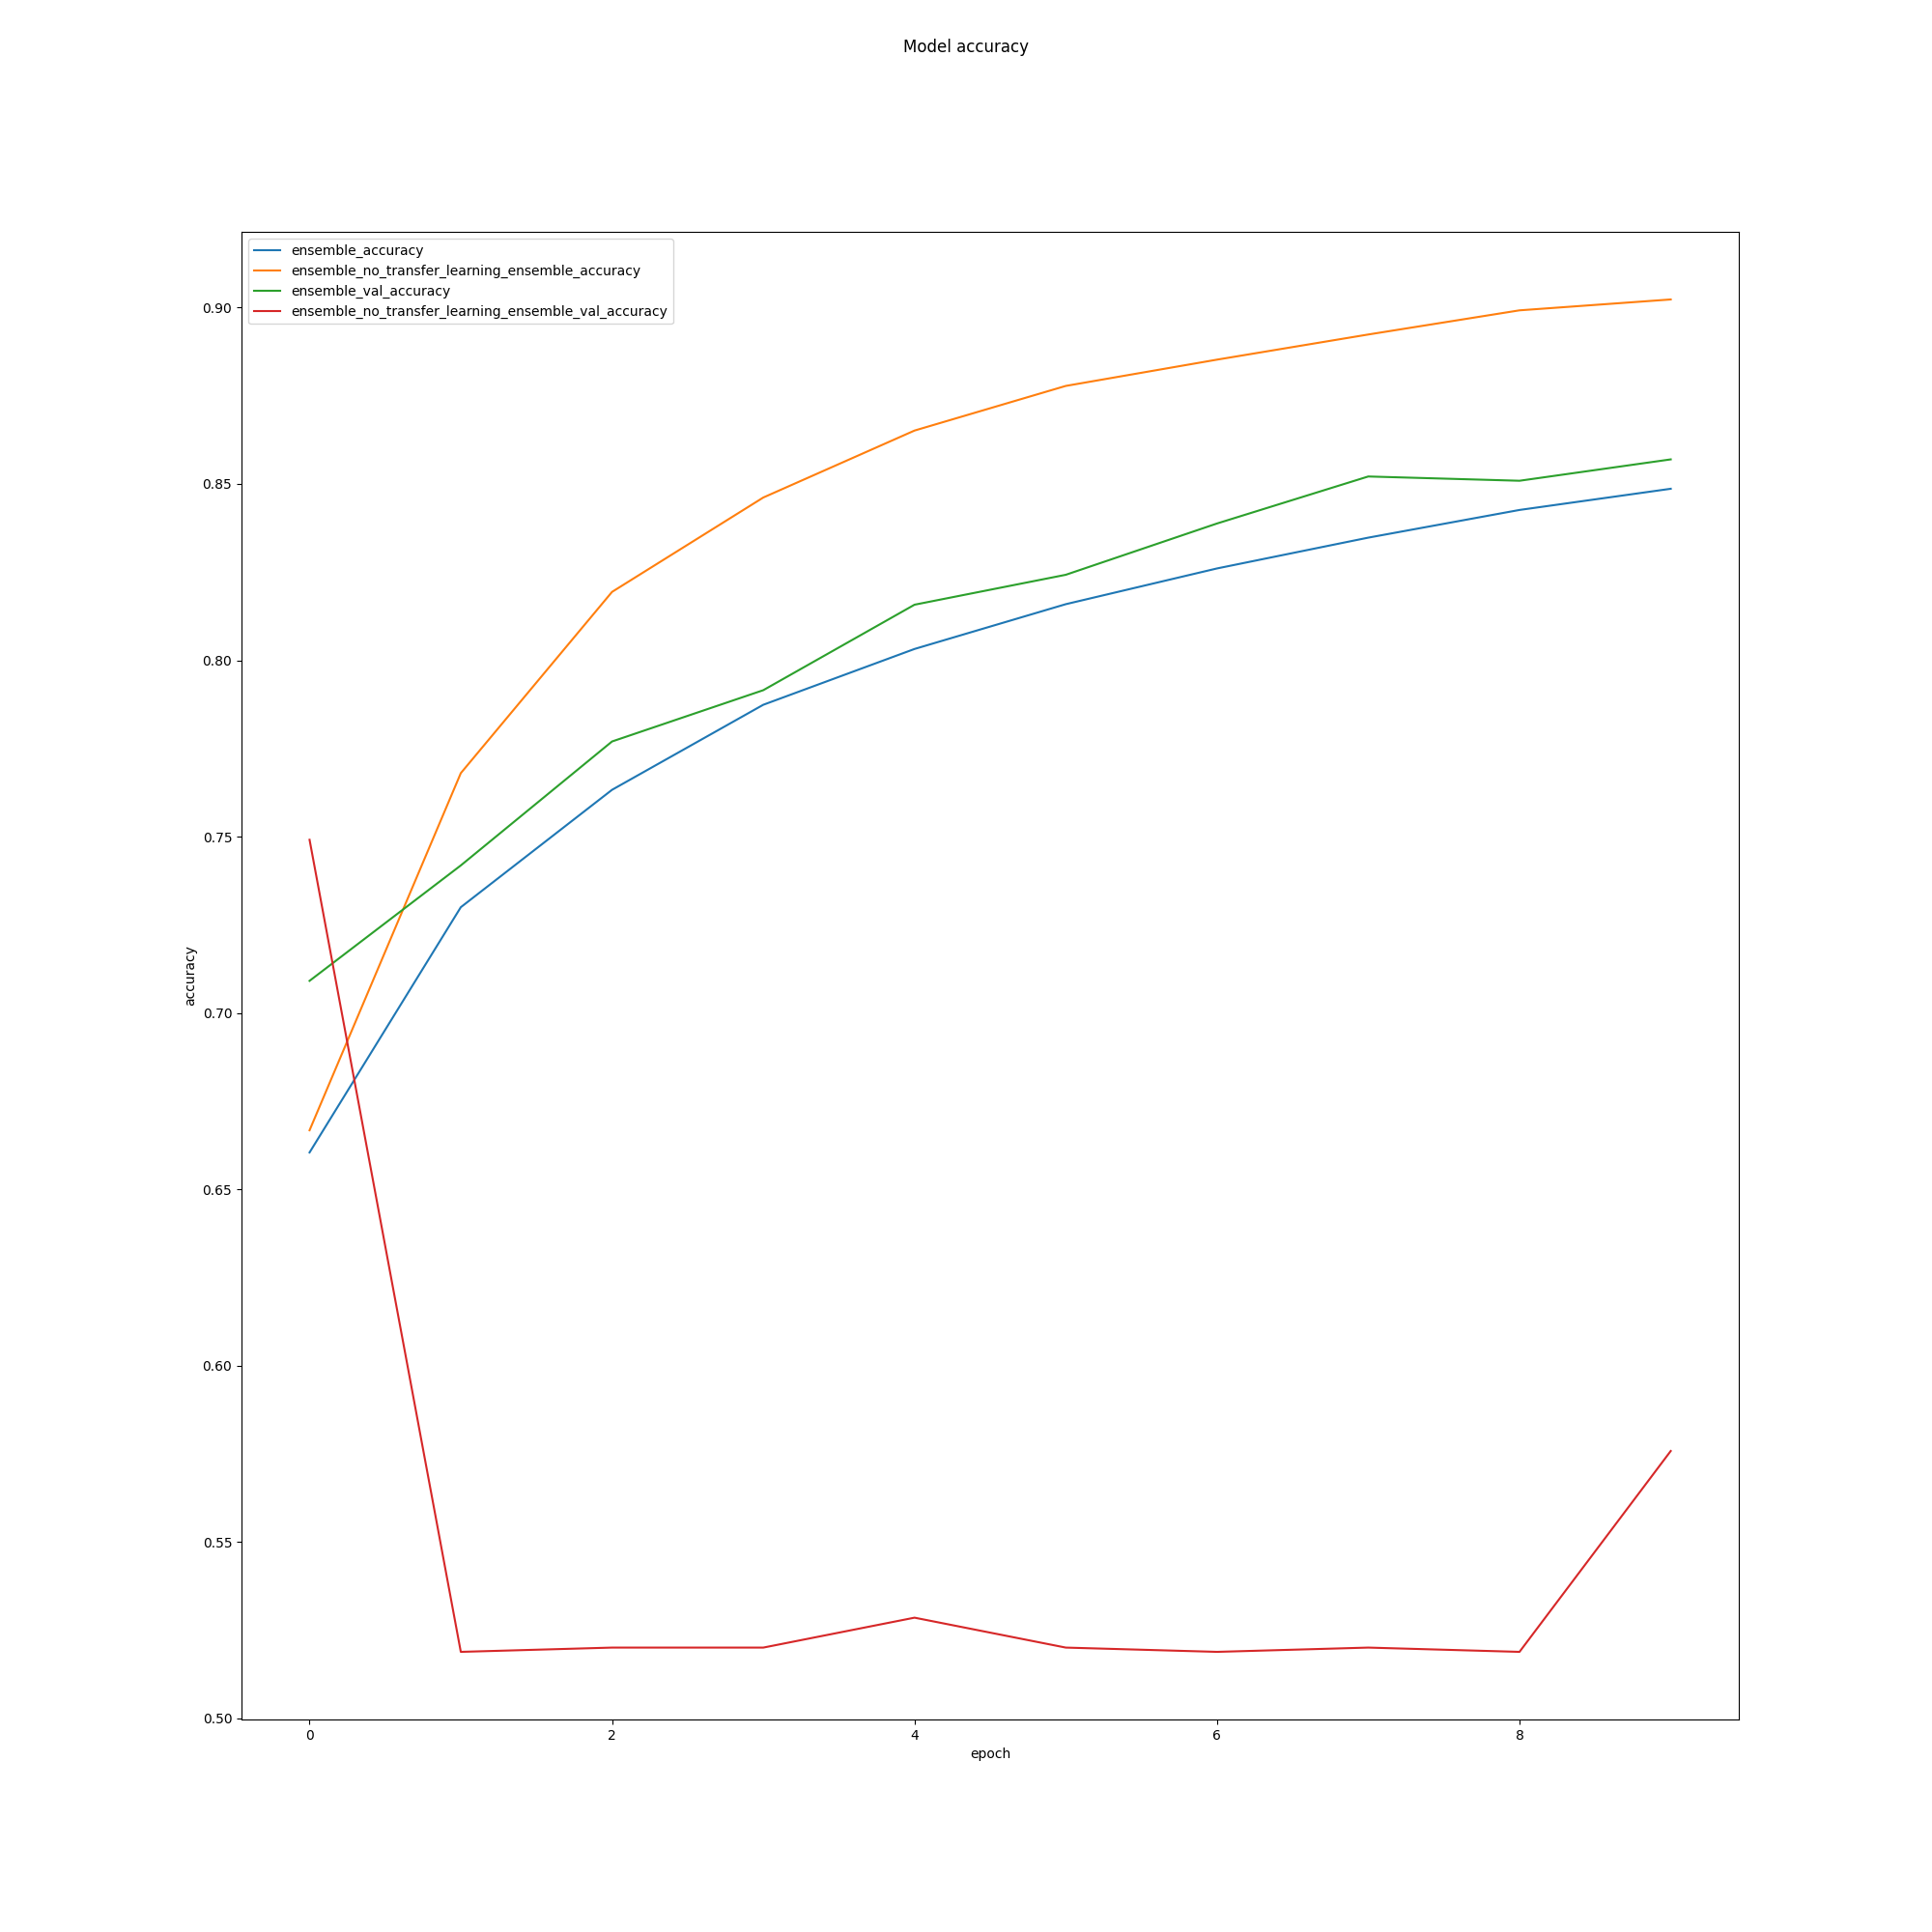 Model accuracy
ensemble_accuracy
ensemble_no_transfer_learning_ensemble_accuracy
ensemble_val_accuracy
ensemble_no_transfer_learning_ensemble_val_accuracy
0.90
0.85
0.80
0.75
0.70
0.65
0.60
0.55
0.50
accuracy
0 2 4 6 8
epoch